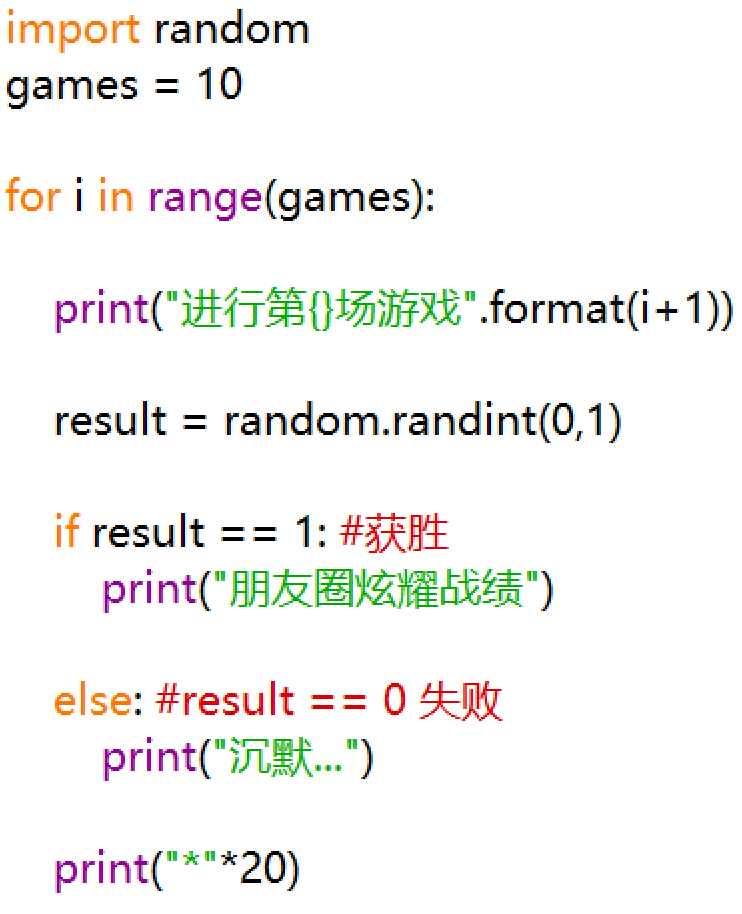 import random
games = 10
for i in range(games):
print("进行第{}场游戏".format(i+1))
result = random.randint(0,1)
if result == 1: #获胜
print("朋友圈炫耀战绩")
else: #result == 0 失败
print("沉默...")
print("*"*20)